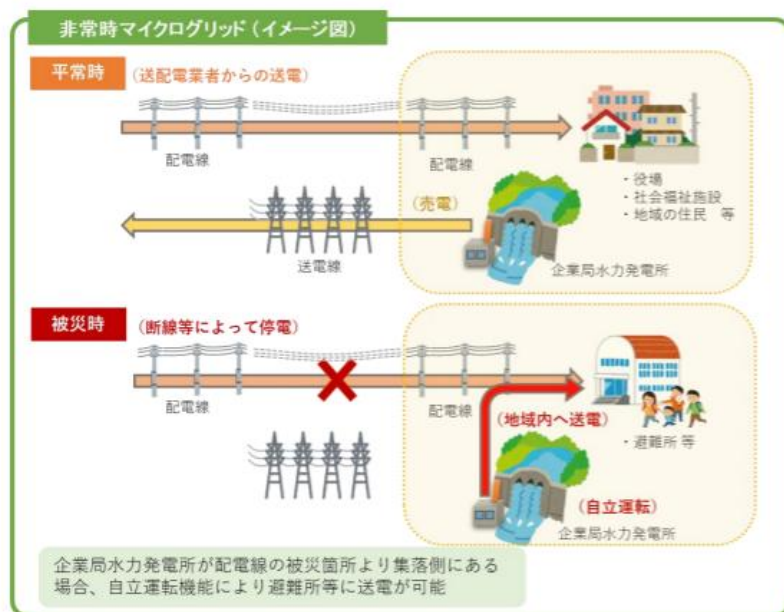 非常時マイクログリッド（イメージ図）
平常時
（送配電業者からの送電）
配電線
配電線
・役場
・社会福祉施設
・地域の住民　等
（売電）
送電線
企業局水力発電所
被災時
（断線等によって停電）
配電線
配電線
（地域内へ送電）
・避難所 等
（自立運転）
企業局水力発電所
企業局水力発電所が配電線の被災箇所より集落側にある
場合、自立運転機能により避難所等に送電が可能